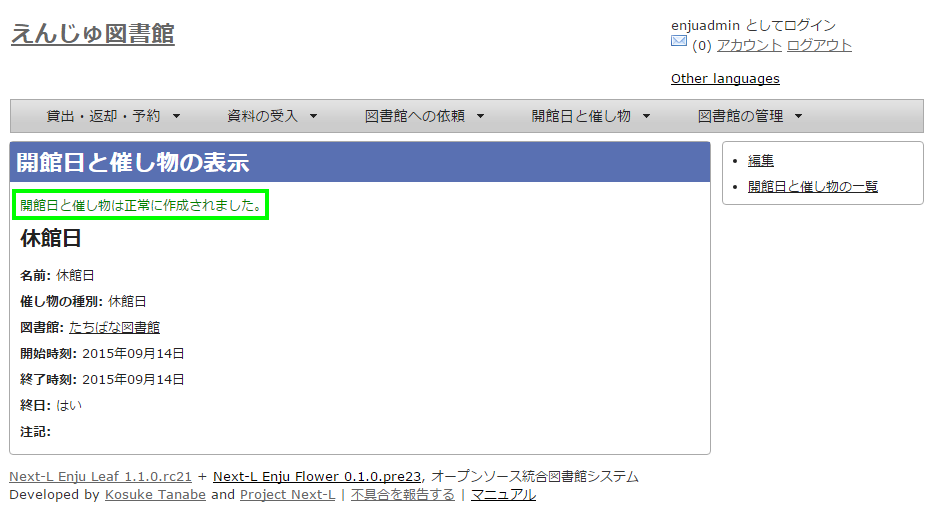 えんじゅ図書館
enjuadmin としてログイン
(0) アカウント ログアウト
Other languages
貸出・返却・予約 資料の受入 図書館への依頼 開館日と催し物 図書館の管理
開館日と催し物の表示
開館日と催し物は正常に作成されました。
休館日
名前: 休館日
催し物の種別: 休館日
図書館: たちばな図書館
開始時刻: 2015年09月14日
終了時刻: 2015年09月14日
終日: はい
注記:
編集
開館日と催し物の一覧
Next-L Enju Leaf 1.1.0.rc21 + Next-L Enju Flower 0.1.0.pre23, オープンソース統合図書館システム
Developed by Kosuke Tanabe and Project Next-L | 不具合を報告する | マニュアル